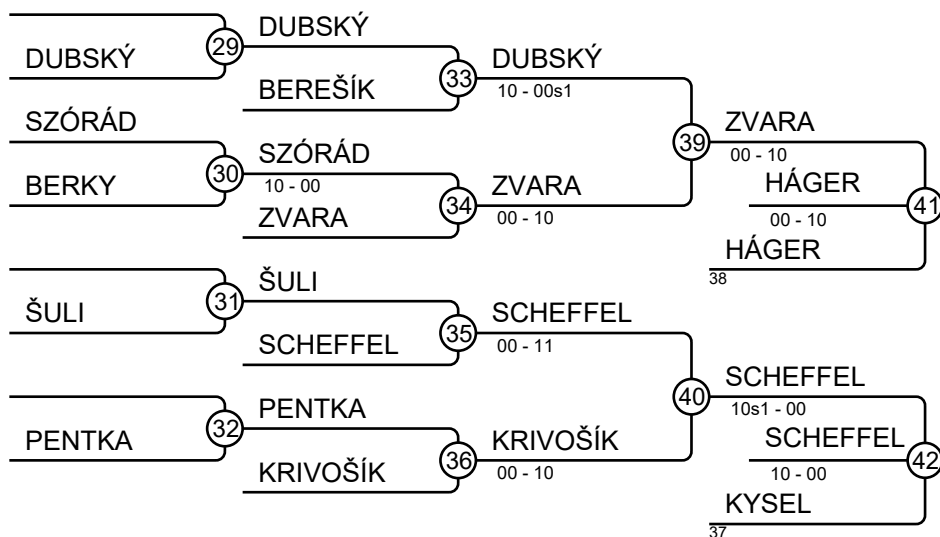 DUBSKÝ
29
DUBSKÝ
BEREŠÍK
33
DUBSKÝ
10 - 00s1
SZÓRÁD
BERKY
30
SZÓRÁD
10 - 00
ZVARA
34
ZVARA
00 - 10
39
ZVARA
00 - 10
HÁGER
00 - 10
41
HÁGER
38
ŠULI
31
ŠULI
SCHEFFEL
35
SCHEFFEL
00 - 11
PENTKA
32
PENTKA
KRIVOŠÍK
36
KRIVOŠÍK
00 - 10
40
SCHEFFEL
10s1 - 00
SCHEFFEL
10 - 00
42
KYSEL
37